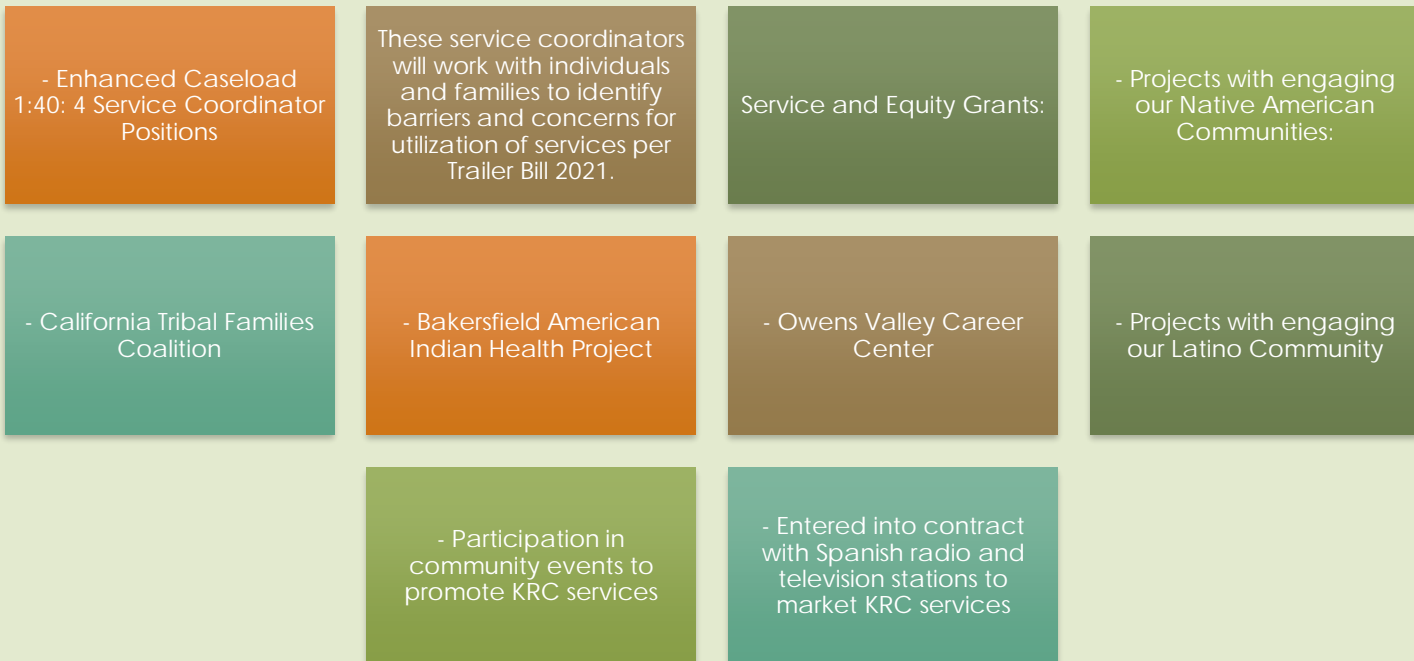 - Enhanced Caseload
1:40: 4 Service Coordinator
Positions
These service coordinators
will work with individuals
and families to identify
barriers and concerns for
utilization of services per
Trailer Bill 2021.
Service and Equity Grants:
- Projects with engaging
our Native American
Communities:
- California Tribal Families
Coalition
- Bakersfield American
Indian Health Project
- Owens Valley Career
Center
- Projects with engaging
our Latino Community
- Participation in
community events to
promote KRC services
- Entered into contract
with Spanish radio and
television stations to
market KRC services